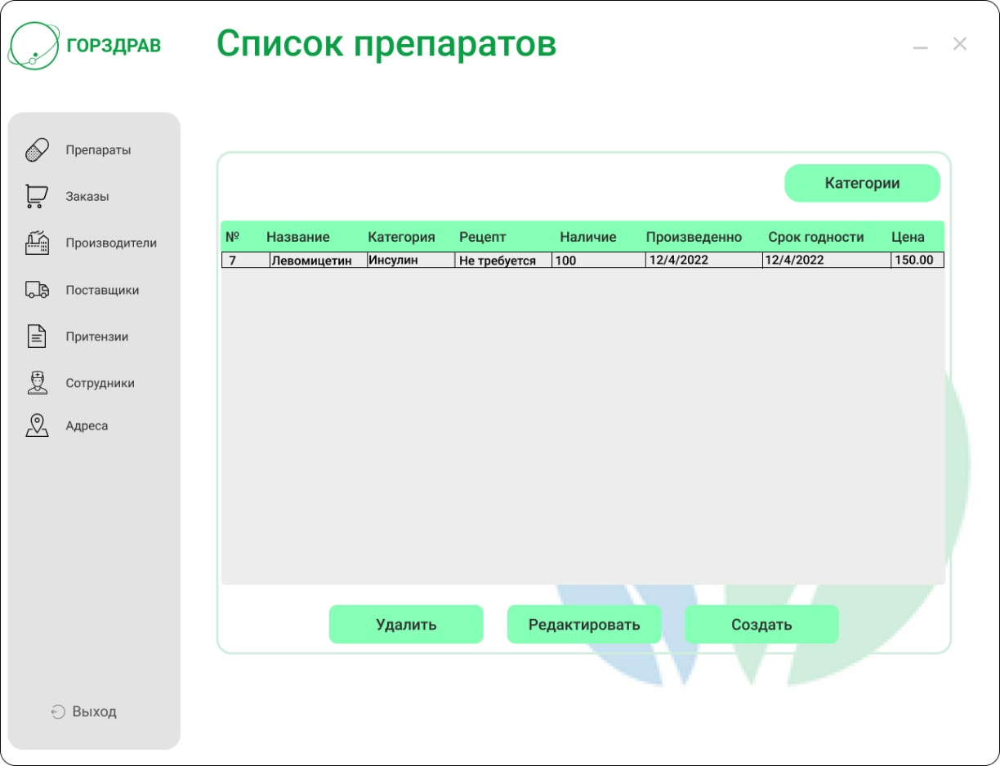 ГОРЗДРАВ
Список препаратов
Препараты
Заказы
Производители
Поставщики
Притензии
Сотрудники
Адреса
Выход
Категории
№ Название Категория Рецепт Наличие Произведенно Срок годности Цена
7 Левомицетин Инсулин Не требуется 100 12/4/2022 12/4/2022 150.00
Удалить Редактировать Создать